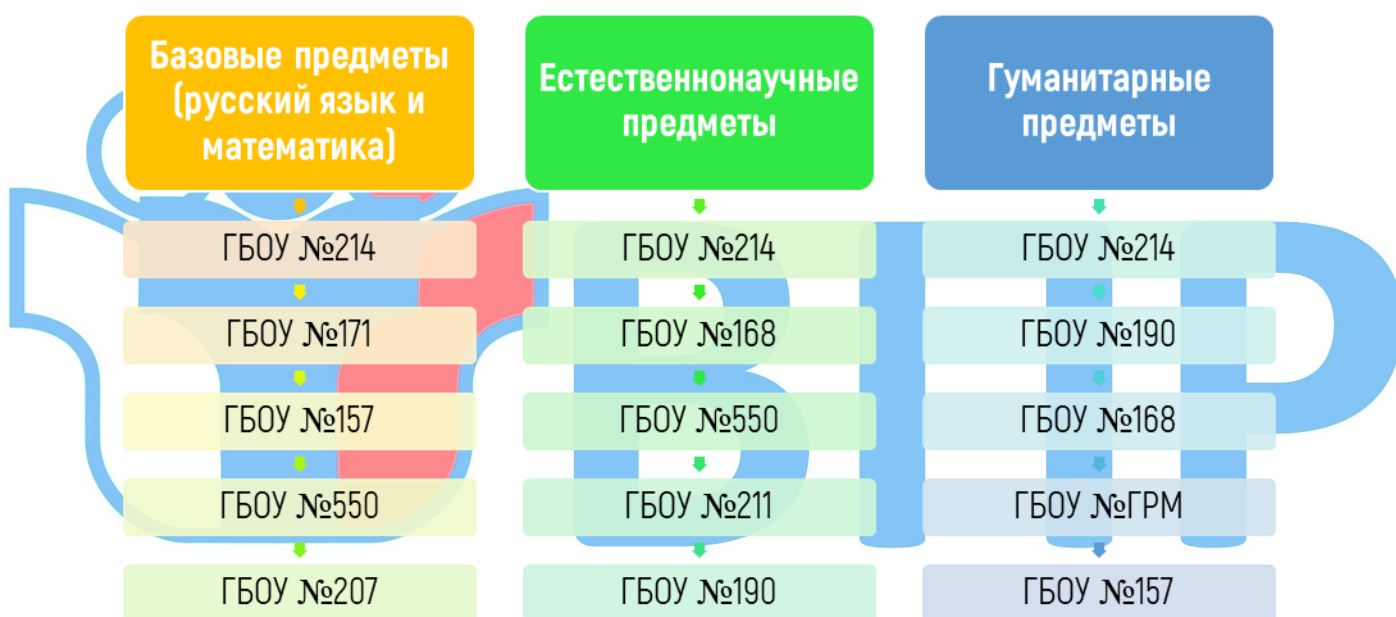 Базовые предметы
(русский язык и
математика)
ГБОУ №214
ГБОУ №171
ГБОУ №157
ГБОУ №550
ГБОУ №207
Естественнонаучные
предметы
ГБОУ №214
ГБОУ №168
ГБОУ №550
ГБОУ №211
ГБОУ №190
Гуманитарные
предметы
ГБОУ №214
ГБОУ №190
ГБОУ №168
ГБОУ №ГРМ
ГБОУ №157
ВПР